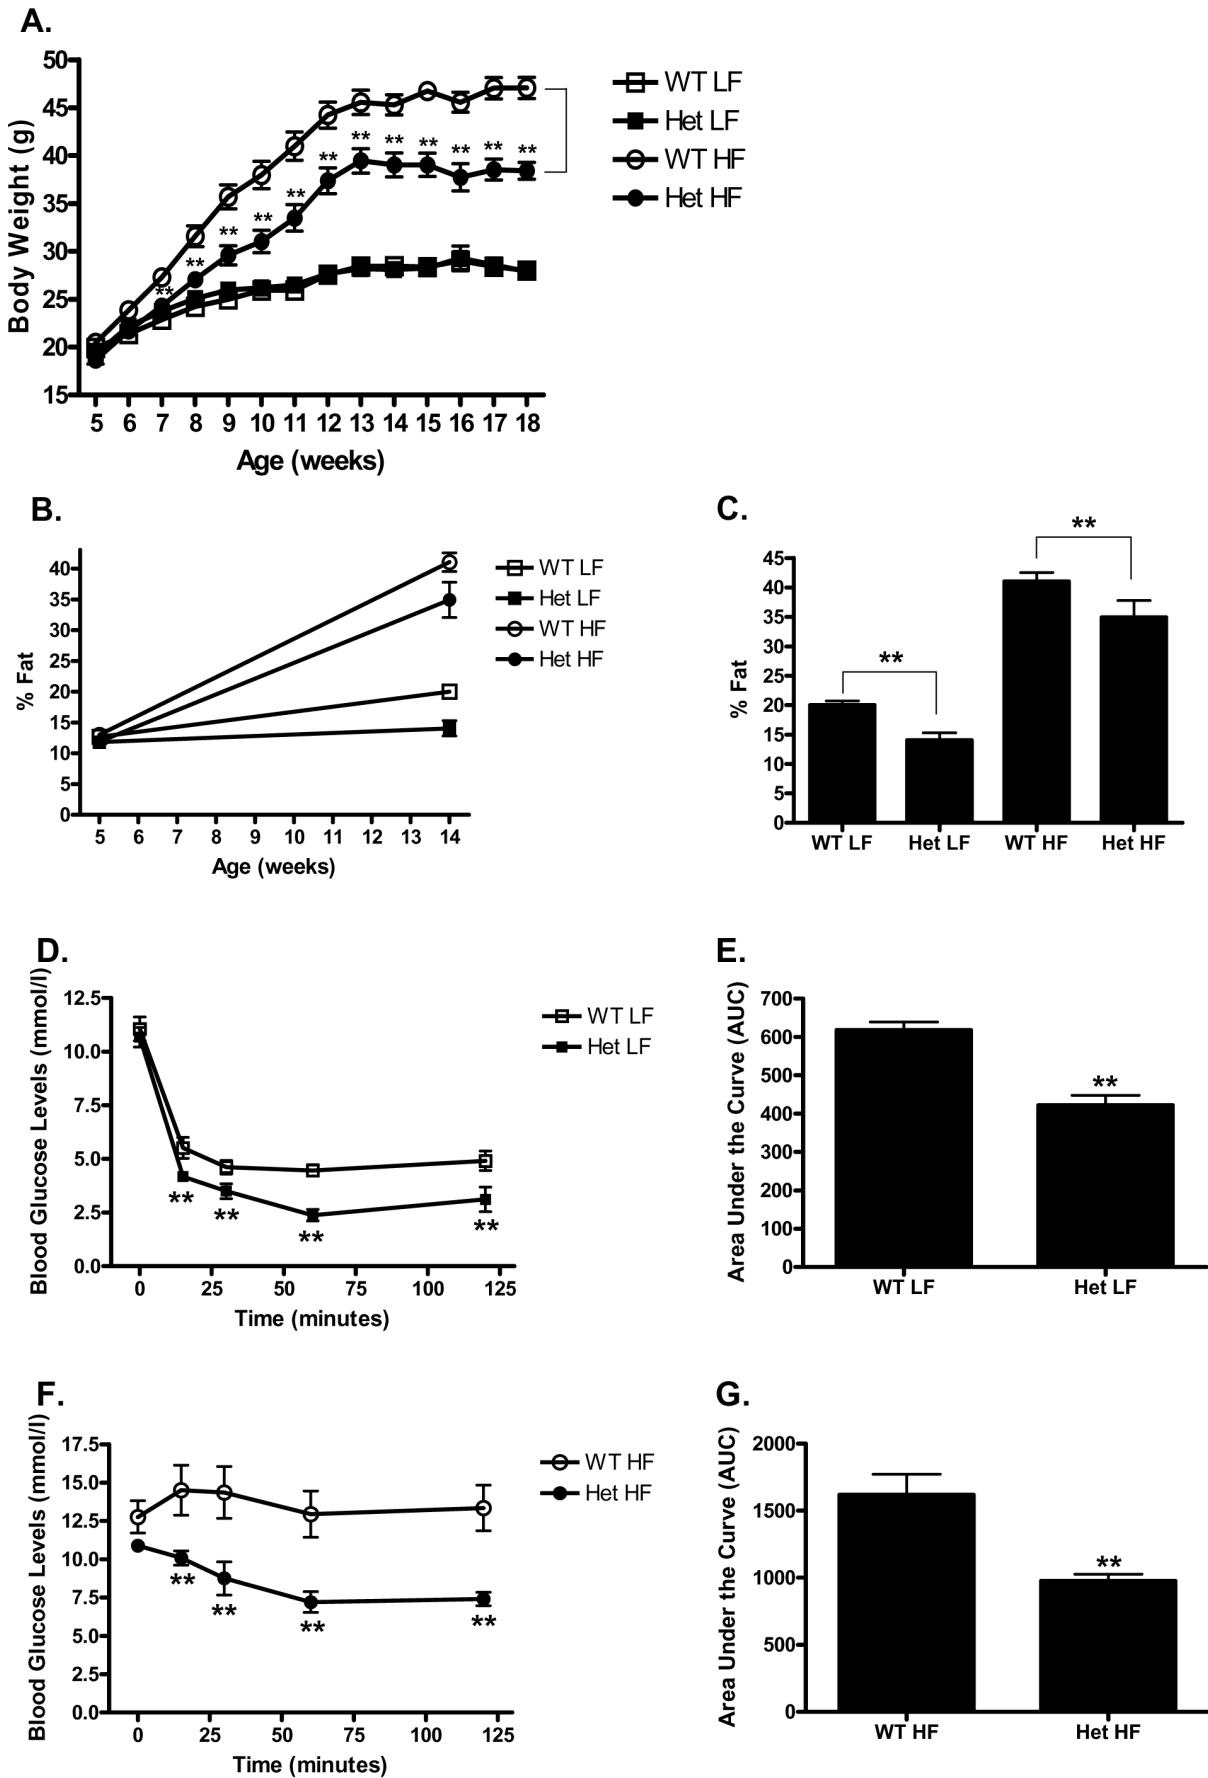 A.
50
45
40
35
30
25
20
15
Body Weight (g)
** ** ** ** ** ** ** ** ** ** ** **
5 6 7 8 9 10 11 12 13 14 15 16 17 18
Age (weeks)
WT LF
Het LF
WT HF
Het HF
B.
40
35
30
25
20
15
10
5
0
% Fat
5 6 7 8 9 10 11 12 13 14
Age (weeks)
WT LF
Het LF
WT HF
Het HF
C.
45
40
35
30
25
20
15
10
5
0
% Fat
**
**
WT LF Het LF WT HF Het HF
D.
12.5
10.0
7.5
5.0
2.5
0.0
Blood Glucose Levels (mmol/l)
** ** ** **
0 25 50 75 100 125
Time (minutes)
WT LF
Het LF
E.
700
600
500
400
300
200
100
0
Area Under the Curve (AUC)
**
WT LF Het LF
F.
17.5
15.0
12.5
10.0
7.5
5.0
2.5
0.0
Blood Glucose Levels (mmol/l)
** ** ** **
0 25 50 75 100 125
Time (minutes)
WT HF
Het HF
G.
2000
1500
1000
500
0
Area Under the Curve (AUC)
**
WT HF Het HF